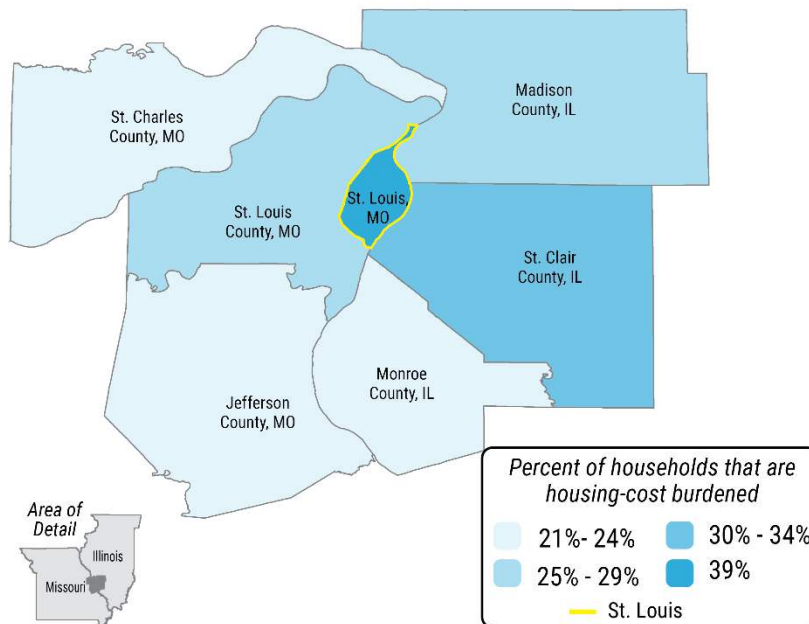 St. Charles
County, MO
Madison
County, IL
St. Louis
County, MO
St. Louis,
MO
St. Clair
County, IL
Jefferson
County, MO
Monroe
County, IL
Area of
Detail
Illinois
Missouri
Percent of households that are
housing-cost burdened
21%- 24%
30% - 34%
25% - 29%
39%
St. Louis